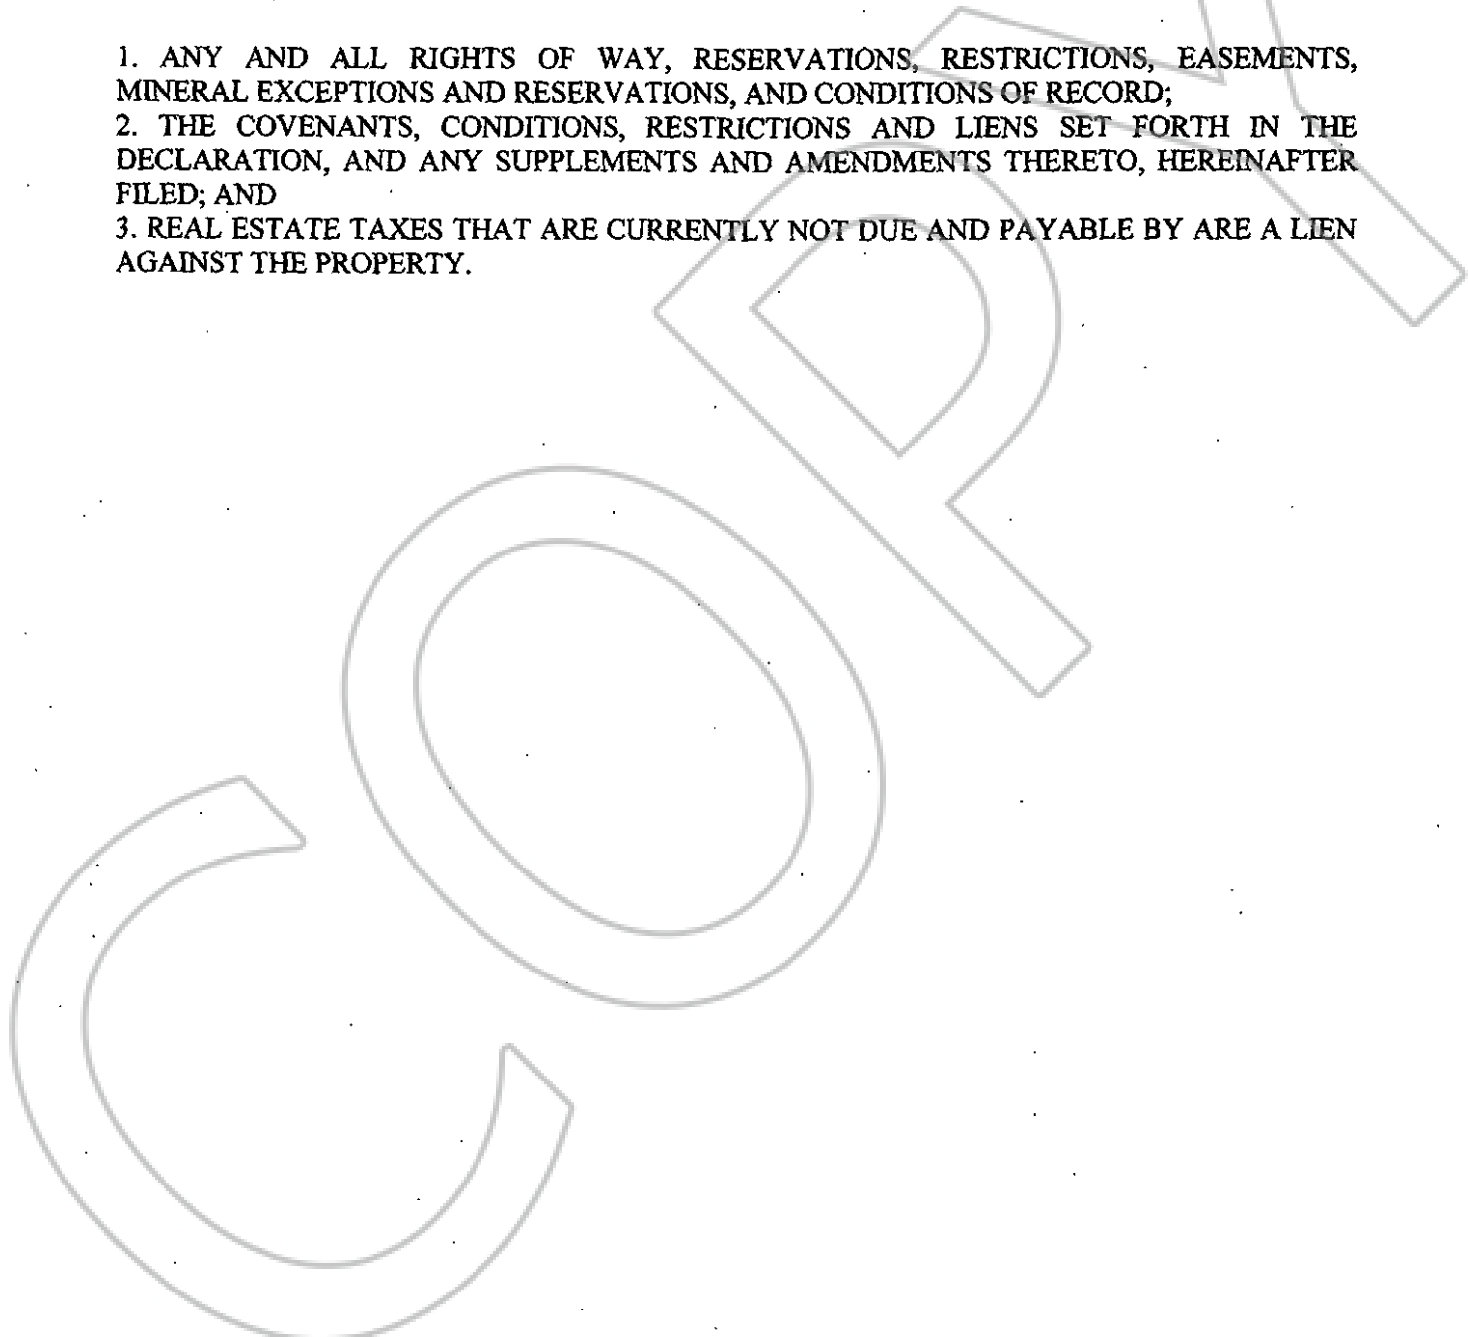 1. ANY AND ALL RIGHTS OF WAY, RESERVATIONS, RESTRICTIONS, EASEMENTS,
MINERAL EXCEPTIONS AND RESERVATIONS, AND CONDITIONS OF RECORD;
2. THE COVENANTS, CONDITIONS, RESTRICTIONS AND LIENS SET FORTH IN THE
DECLARATION, AND ANY SUPPLEMENTS AND AMENDMENTS THERETO, HEREINAFTER
FILED; AND
3. REAL ESTATE TAXES THAT ARE CURRENTLY NOT DUE AND PAYABLE BY ARE A LIEN
AGAINST THE PROPERTY.
COPY